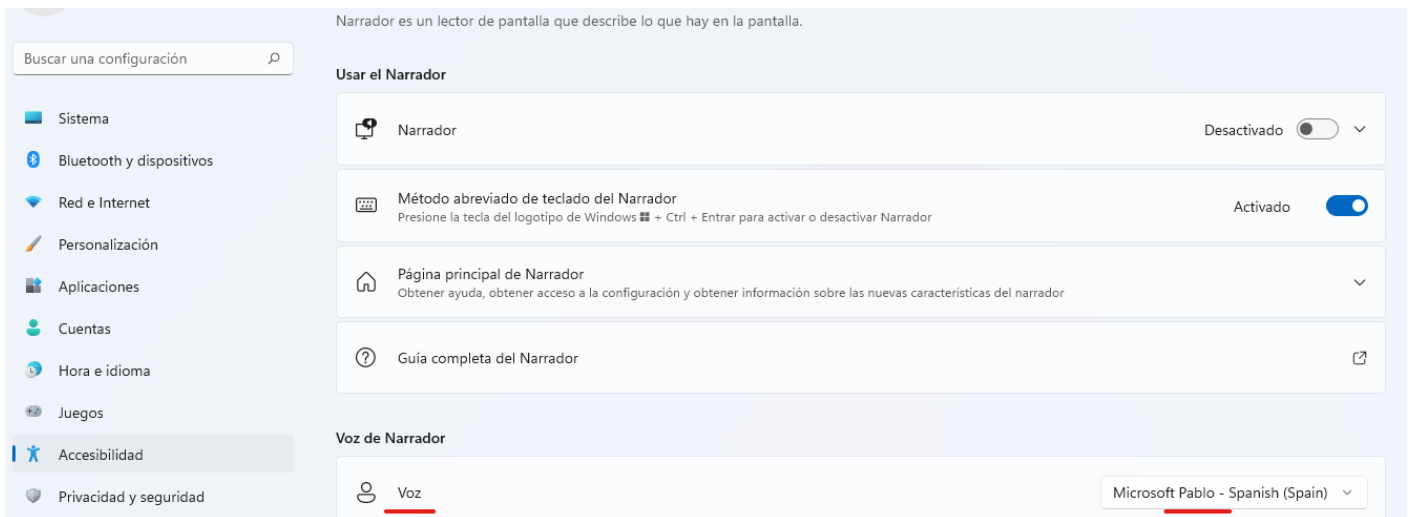 Narrador es un lector de pantalla que describe lo que hay en la pantalla.
Buscar una configuración
Sistema
Bluetooth y dispositivos
Red e Internet
Personalización
Aplicaciones
Cuentas
Hora e idioma
Juegos
Accesibilidad
Privacidad y seguridad
Usar el Narrador
Narrador
Desactivado
Método abreviado de teclado del Narrador
Activado
Presione la tecla del logotipo de Windows + Ctrl + Entrar para activar o desactivar Narrador
Página principal de Narrador
Obtener ayuda, obtener acceso a la configuración y obtener información sobre las nuevas características del narrador
Guía completa del Narrador
Voz de Narrador
Voz
Microsoft Pablo - Spanish (Spain)